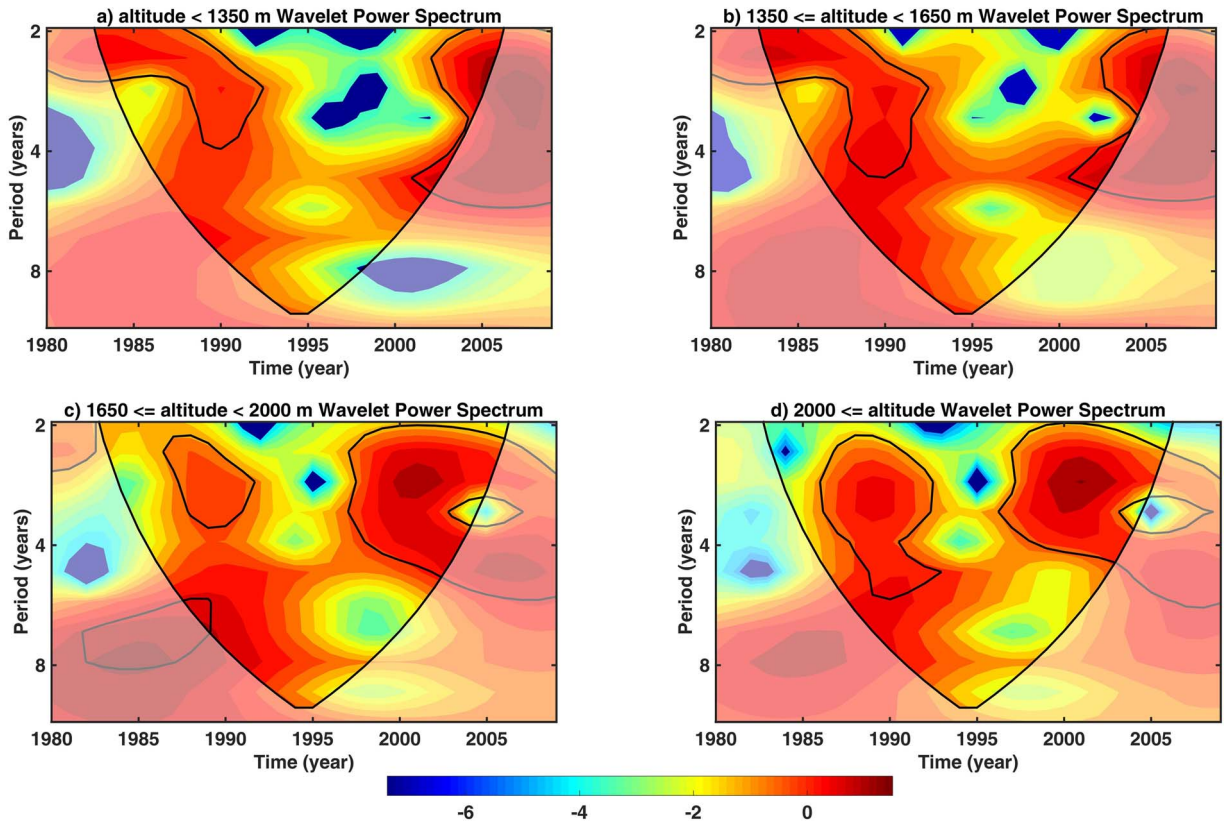 a) altitude < 1350 m Wavelet Power Spectrum
2
4
8
Period (years)
1980 1985 1990 1995 2000 2005
Time (year)
b) 1350 <= altitude < 1650 m Wavelet Power Spectrum
2
4
8
Period (years)
1980 1985 1990 1995 2000 2005
Time (year)
c) 1650 <= altitude < 2000 m Wavelet Power Spectrum
2
4
8
Period (years)
1980 1985 1990 1995 2000 2005
Time (year)
d) 2000 <= altitude Wavelet Power Spectrum
2
4
8
Period (years)
1980 1985 1990 1995 2000 2005
Time (year)
-6 -4 -2 0